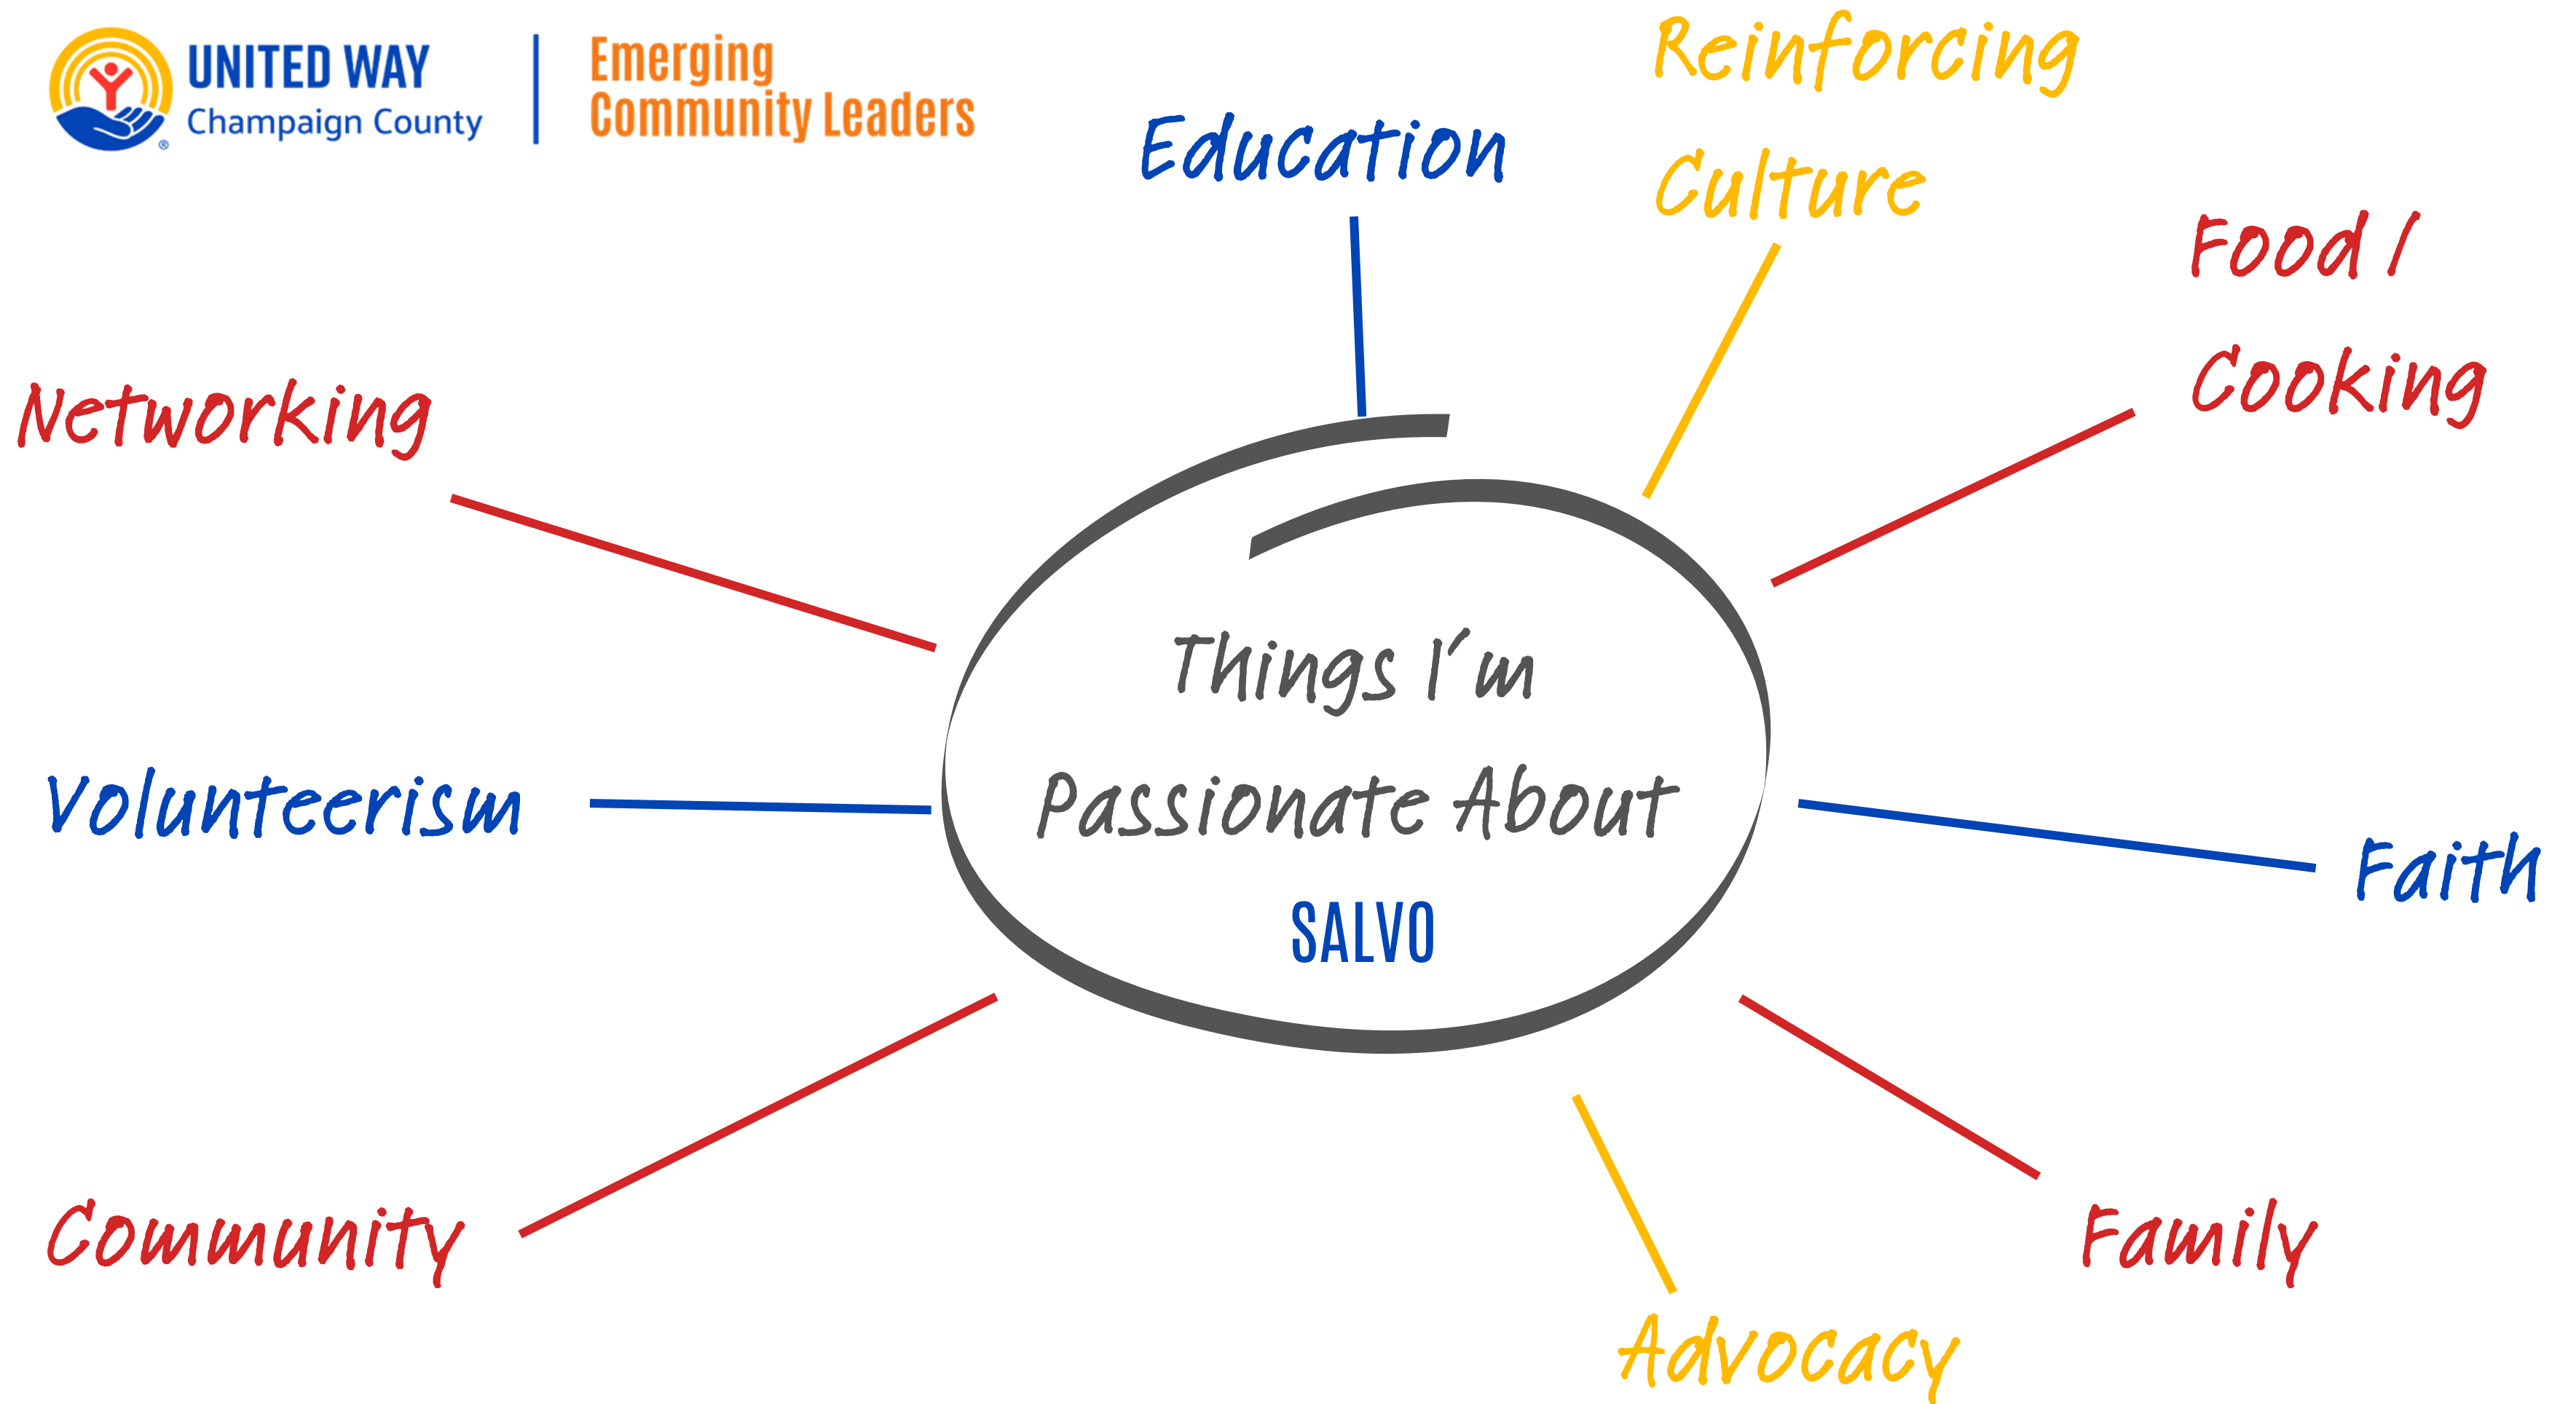 UNITED WAY
Champaign County
®
Emerging
Community Leaders
Education
Reinforcing
Culture
Food /
Cooking
Networking
Things I'm
Passionate About
SALVO
Volunteerism
Faith
Community
Family
Advocacy